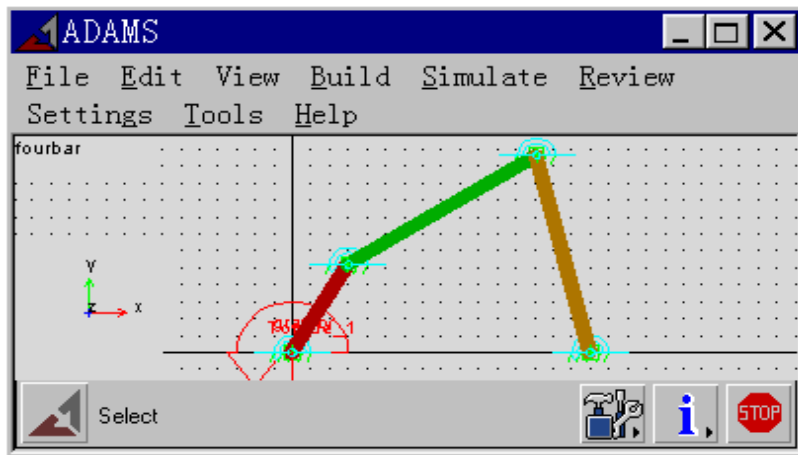 ADAMS
File Edit View Build Simulate Review
Settings Tools Help
fourbar
Y
Z X
Select
i
STOP